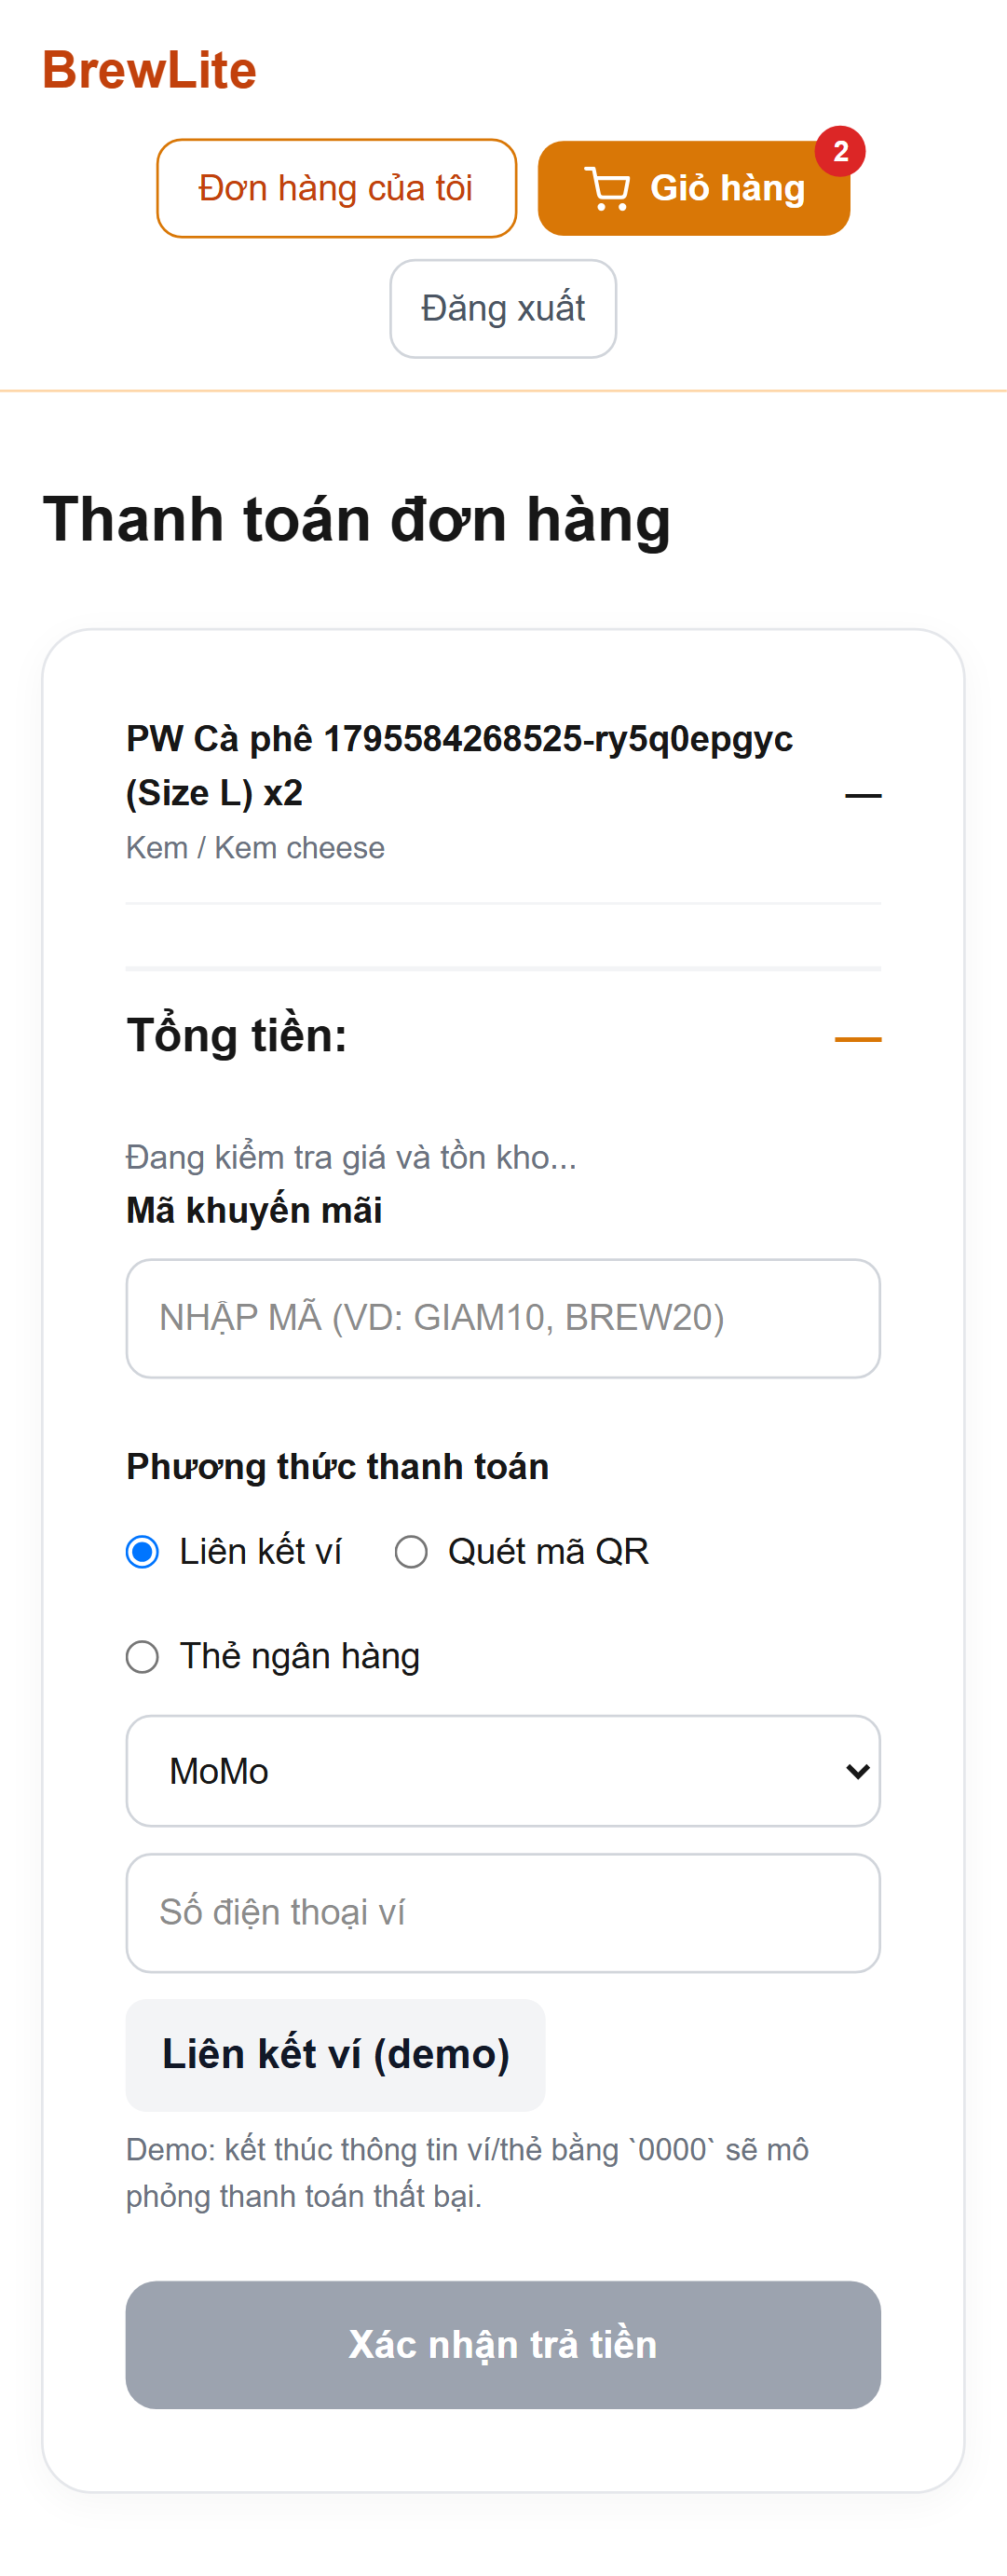 BrewLite
Đơn hàng của tôi
Giỏ hàng
2
Đăng xuất
Thanh toán đơn hàng
PW Cà phê 1795584268525-ry5q0epgyc
(Size L) x2
—
Kem / Kem cheese
Tổng tiền:
—
Đang kiểm tra giá và tồn kho...
Mã khuyến mãi
NHẬP MÃ (VD: GIAM10, BREW20)
Phương thức thanh toán
Liên kết ví
Quét mã QR
Thẻ ngân hàng
MoMo
Số điện thoại ví
Liên kết ví (demo)
Demo: kết thúc thông tin ví/thẻ bằng `0000` sẽ mô
phỏng thanh toán thất bại.
Xác nhận trả tiền